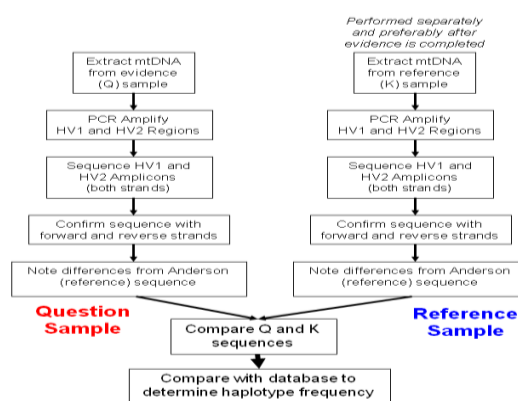 Performed separately
and preferably after
evidence is completed
Extract mtDNA
from evidence
(Q) sample
PCR Amplify
HV1 and HV2 Regions
Sequence HV1 and
HV2 Amplicons
(both strands)
Confirm sequence with
forward and reverse strands
Note differences from Anderson
(reference) sequence
Question
Sample
Extract mtDNA
from reference
(K) sample
PCR Amplify
HV1 and HV2 Regions
Sequence HV1 and
HV2 Amplicons
(both strands)
Confirm sequence with
forward and reverse strands
Note differences from Anderson
(reference) sequence
Reference
Sample
Compare Q and K
sequences
Compare with database to
determine haplotype frequency